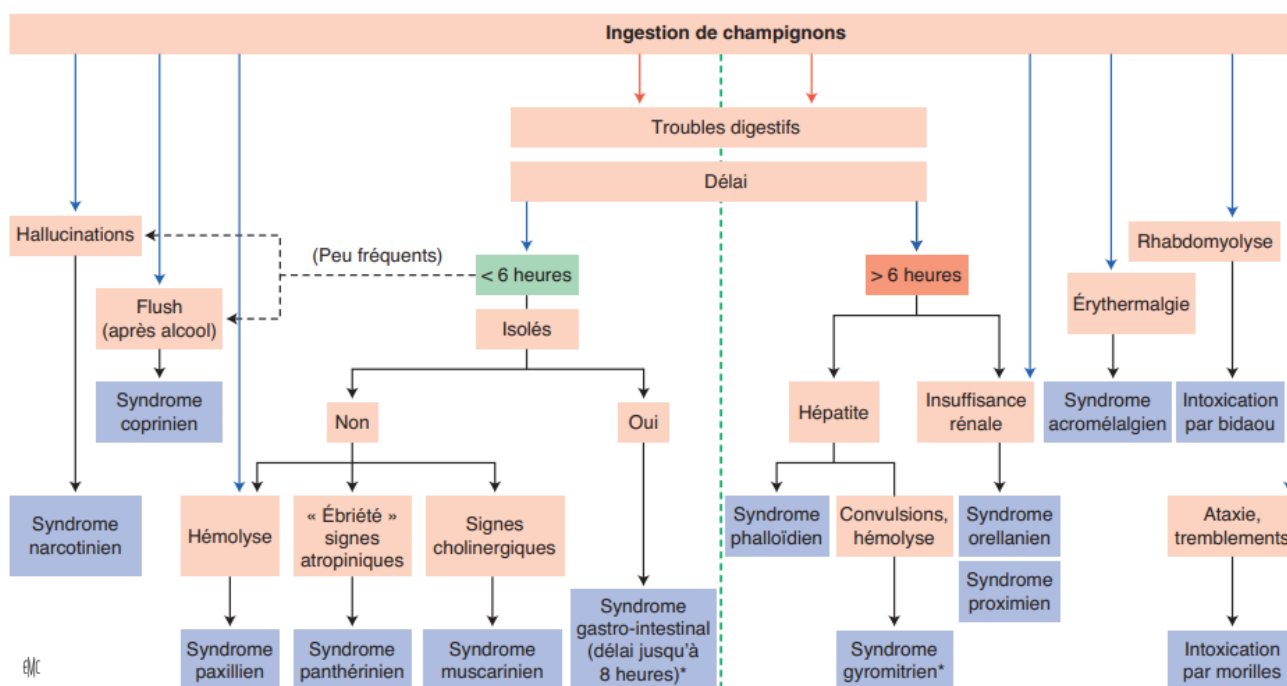 Ingestion de champignons
Troubles digestifs
Délai
Hallucinations
(Peu fréquents)
< 6 heures
> 6 heures
Rhabdomyolyse
Flush
(après alcool)
Isolés
Érythermalgie
Syndrome
coprinien
Non
Oui
Hépatite
Insuffisance
rénale
Syndrome
acromélalgien
Intoxication
par bidaou
Syndrome
narcotinien
Hémolyse
« Ébriété »
signes
atropiniques
Signes
cholinergiques
Syndrome
phalloïdien
Convulsions,
hémolyse
Syndrome
orellanien
Syndrome
proximien
Ataxie,
tremblements
Syndrome
paxillien
Syndrome
panthérinien
Syndrome
muscarinien
Syndrome
gastro-intestinal
(délai jusqu'à
8 heures)*
Syndrome
gyromitrien*
Intoxication
par morilles
EMC